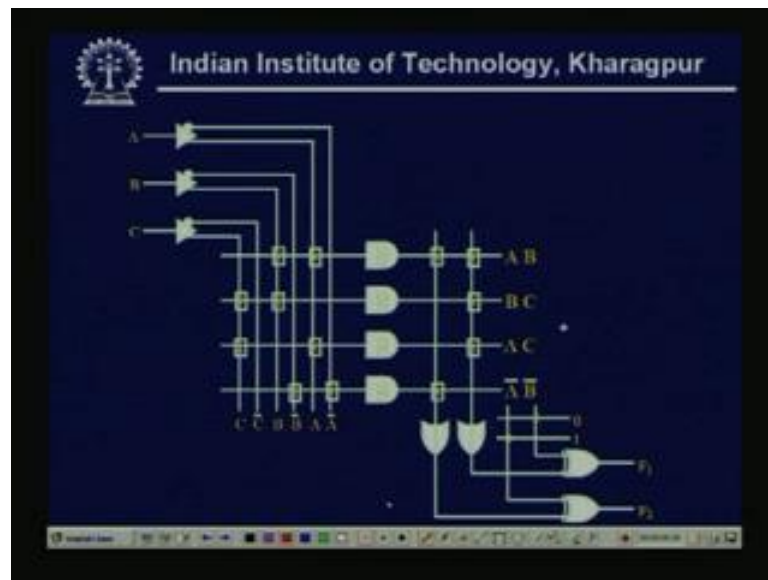 Indian Institute of Technology, Kharagpur
A
B
C
A B
B C
A C
A̅ B̅
C C̅ B B̅ A A̅
0
1
F₁
F₂